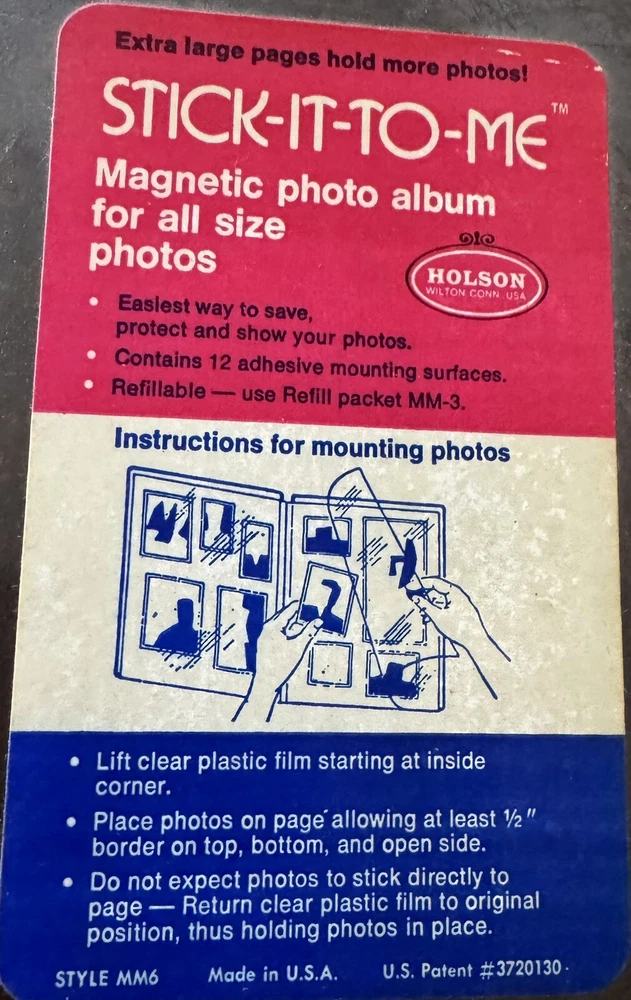 Extra large pages hold more photos!
STICK-IT-TO-ME™
Magnetic photo album
for all size
photos
HOLSON
WILTON CONN. USA
• Easiest way to save,
protect and show your photos.
• Contains 12 adhesive mounting surfaces.
• Refillable — use Refill packet MM-3.
Instructions for mounting photos
• Lift clear plastic film starting at inside
corner.
• Place photos on page allowing at least ½"
border on top, bottom, and open side.
• Do not expect photos to stick directly to
page — Return clear plastic film to original
position, thus holding photos in place.
STYLE MM6 Made in U.S.A. U.S. Patent #3720130